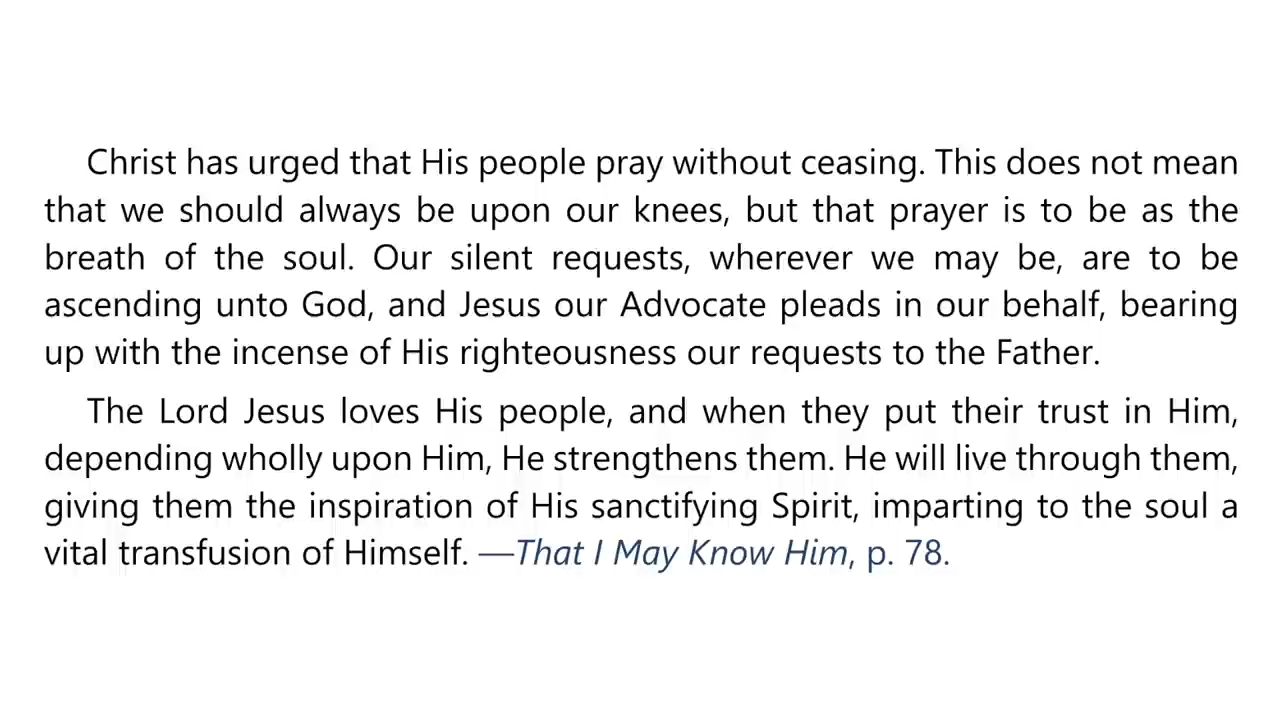 Christ has urged that His people pray without ceasing. This does not mean
that we should always be upon our knees, but that prayer is to be as the
breath of the soul. Our silent requests, wherever we may be, are to be
ascending unto God, and Jesus our Advocate pleads in our behalf, bearing
up with the incense of His righteousness our requests to the Father.
The Lord Jesus loves His people, and when they put their trust in Him,
depending wholly upon Him, He strengthens them. He will live through them,
giving them the inspiration of His sanctifying Spirit, imparting to the soul a
vital transfusion of Himself. —That I May Know Him, p. 78.